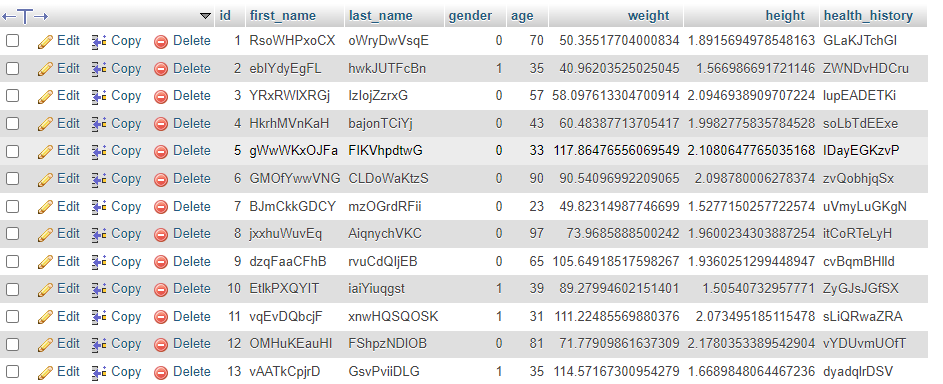 id first_name last_name gender age weight height health_history
Edit Copy Delete 1 RsoWHPxoCX oWryDwVsqE 0 70 50.35517704000834 1.8915694978548163 GLaKJTchGI
Edit Copy Delete 2 ebIYdyEgFL hwkJUTFcBn 1 35 40.96203525025045 1.566986691721146 ZWNDvHDCru
Edit Copy Delete 3 YRxRWIXRGj IzIojZzrxG 0 57 58.097613304700914 2.0946938909707224 IupEADETKi
Edit Copy Delete 4 HkrhMVnKaH bajonTCiYj 0 43 60.48387713705417 1.9982775835784528 soLbTdEExe
Edit Copy Delete 5 gWwWKxOJFa FIKVhpdtwG 0 33 117.86476556069549 2.1080647765035168 IDayEGKzvP
Edit Copy Delete 6 GMOfYwwVNG CLDoWaKtzS 0 90 90.54096992209065 2.098780006278374 zvQobhjqSx
Edit Copy Delete 7 BJmCkkGDCY mzOGrdRFii 0 23 49.82314987746699 1.5277150257722574 uVmyLuGKgN
Edit Copy Delete 8 jxxhuWuvEq AiqnychVKC 0 97 73.9685888500242 1.9600234303887254 itCoRTeLyH
Edit Copy Delete 9 dzqFaaCFhB rvuCdQIjEB 0 65 105.64918517598267 1.9360251299448947 cvBqmBHlld
Edit Copy Delete 10 EtlkPXQYIT iaiYiuqgst 1 39 89.27994602151401 1.50540732957771 ZyGJsJGfSX
Edit Copy Delete 11 vqEvDQbcjF xnwHQSQOSK 1 31 111.22485569880376 2.073495185115478 sLiQRwaZRA
Edit Copy Delete 12 OMHuKEauHI FShpzNDIOB 0 81 71.77909861637309 2.1780353389542904 vYDUvmUOfT
Edit Copy Delete 13 vAATkCpjrD GsvPviiDLG 1 35 114.57167300954279 1.6689848064467236 dyadqlrDSV